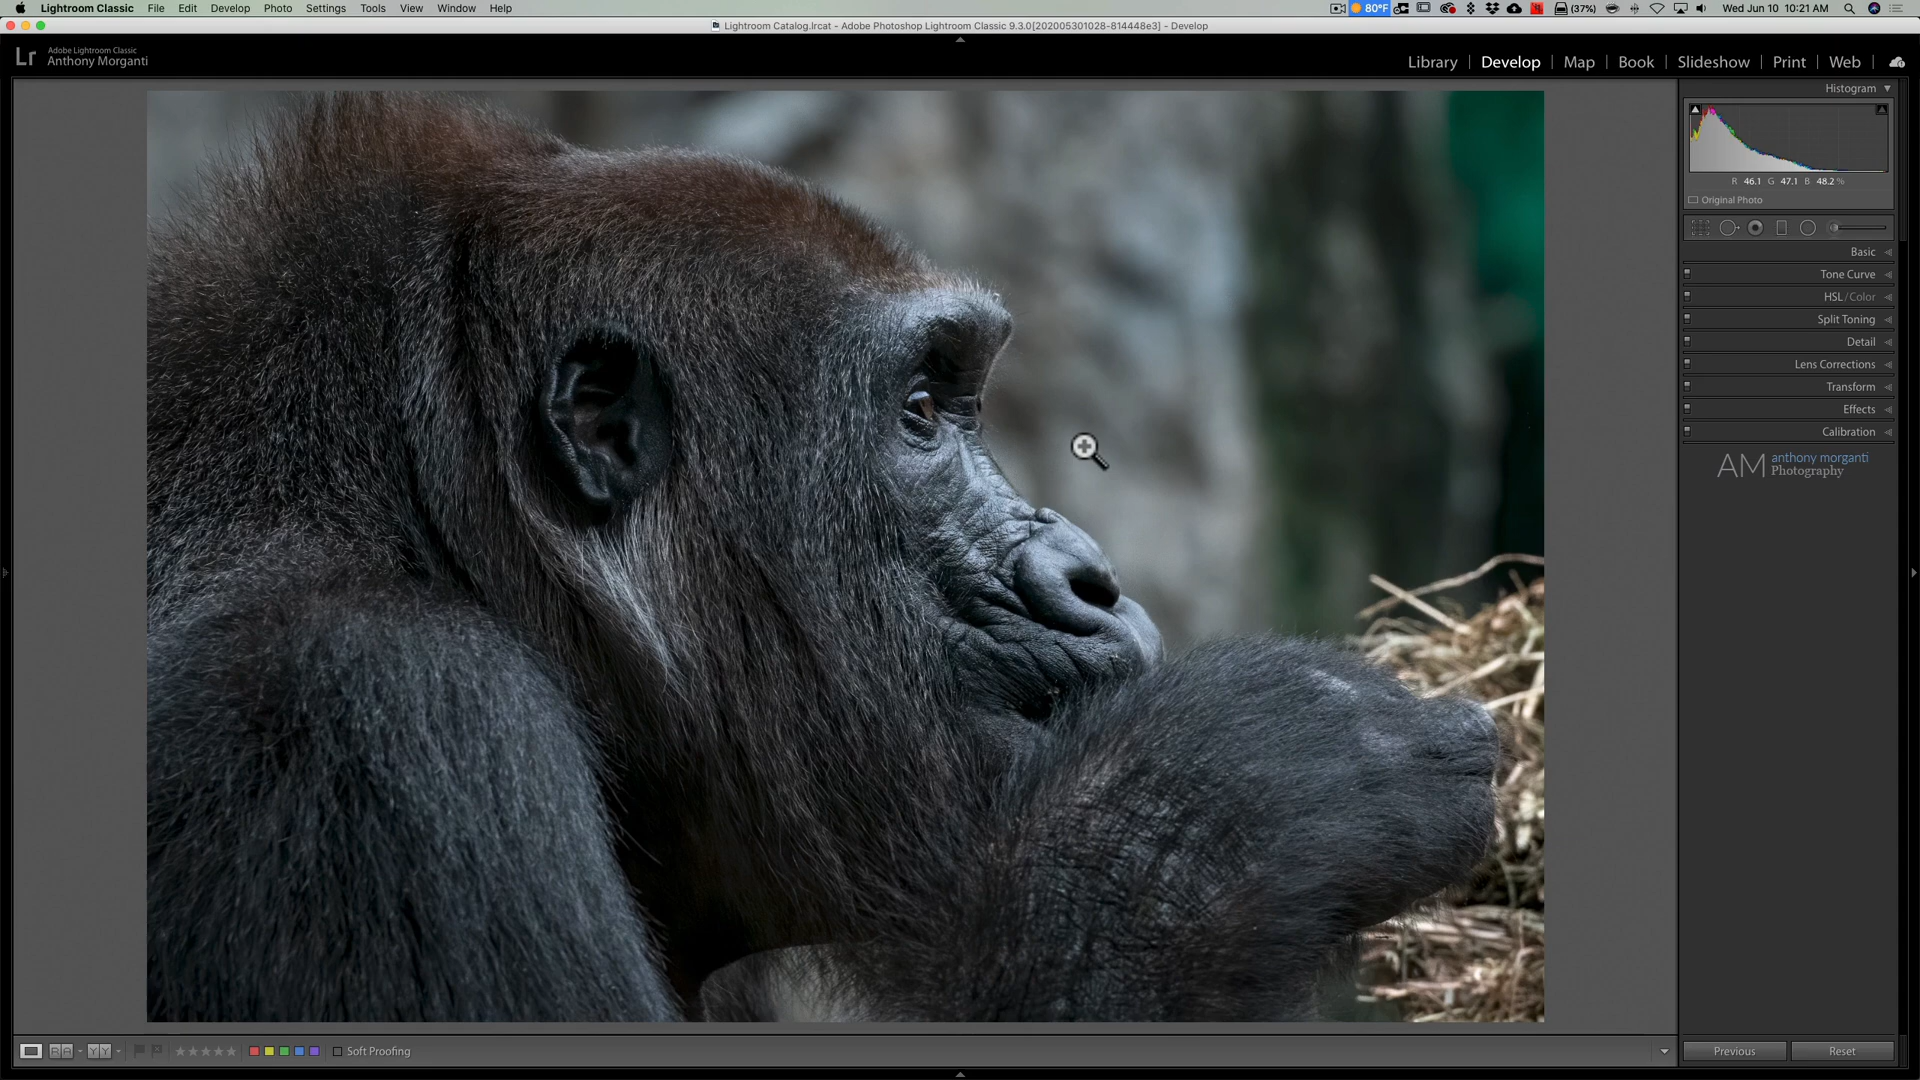 Lightroom Classic File Edit Develop Photo Settings Tools View Window Help 80°F (37%) Wed Jun 10 10:21 AM
Lightroom Catalog.lrcat - Adobe Photoshop Lightroom Classic 9.3.0[202005301028-814448e3] - Develop
Lr Adobe Lightroom Classic
Anthony Morganti
Library | Develop | Map | Book | Slideshow | Print | Web
Histogram
R 46.1 G 47.1 B 48.2 %
Original Photo
Basic
Tone Curve
HSL / Color
Split Toning
Detail
Lens Corrections
Transform
Effects
Calibration
AM anthony morganti
Photography
R A Y Y Soft Proofing Previous Reset